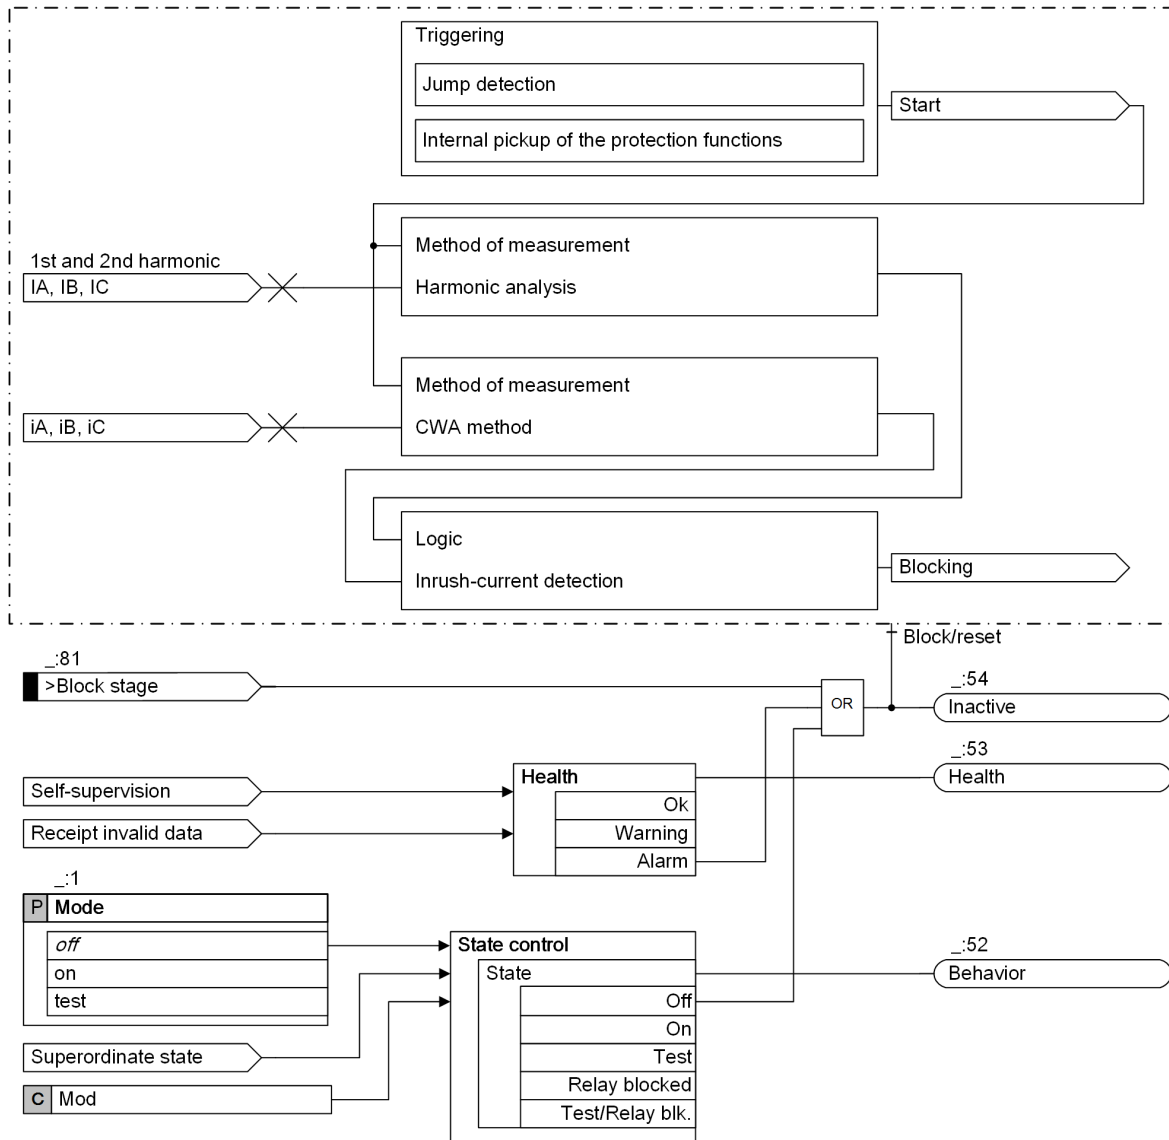 Triggering
Jump detection
Start
Internal pickup of the protection functions
Method of measurement
1st and 2nd harmonic
IA, IB, IC
Harmonic analysis
Method of measurement
iA, iB, iC
CWA method
Logic
Blocking
Inrush-current detection
Block/reset
_:81
>Block stage
OR
_:54
Inactive
_:53
Health
Health
Self-supervision
Ok
Receipt invalid data
Warning
Alarm
_:1
P Mode
off
on
test
State control
_:52
State
Behavior
Off
On
Superordinate state
Test
Relay blocked
C Mod
Test/Relay blk.